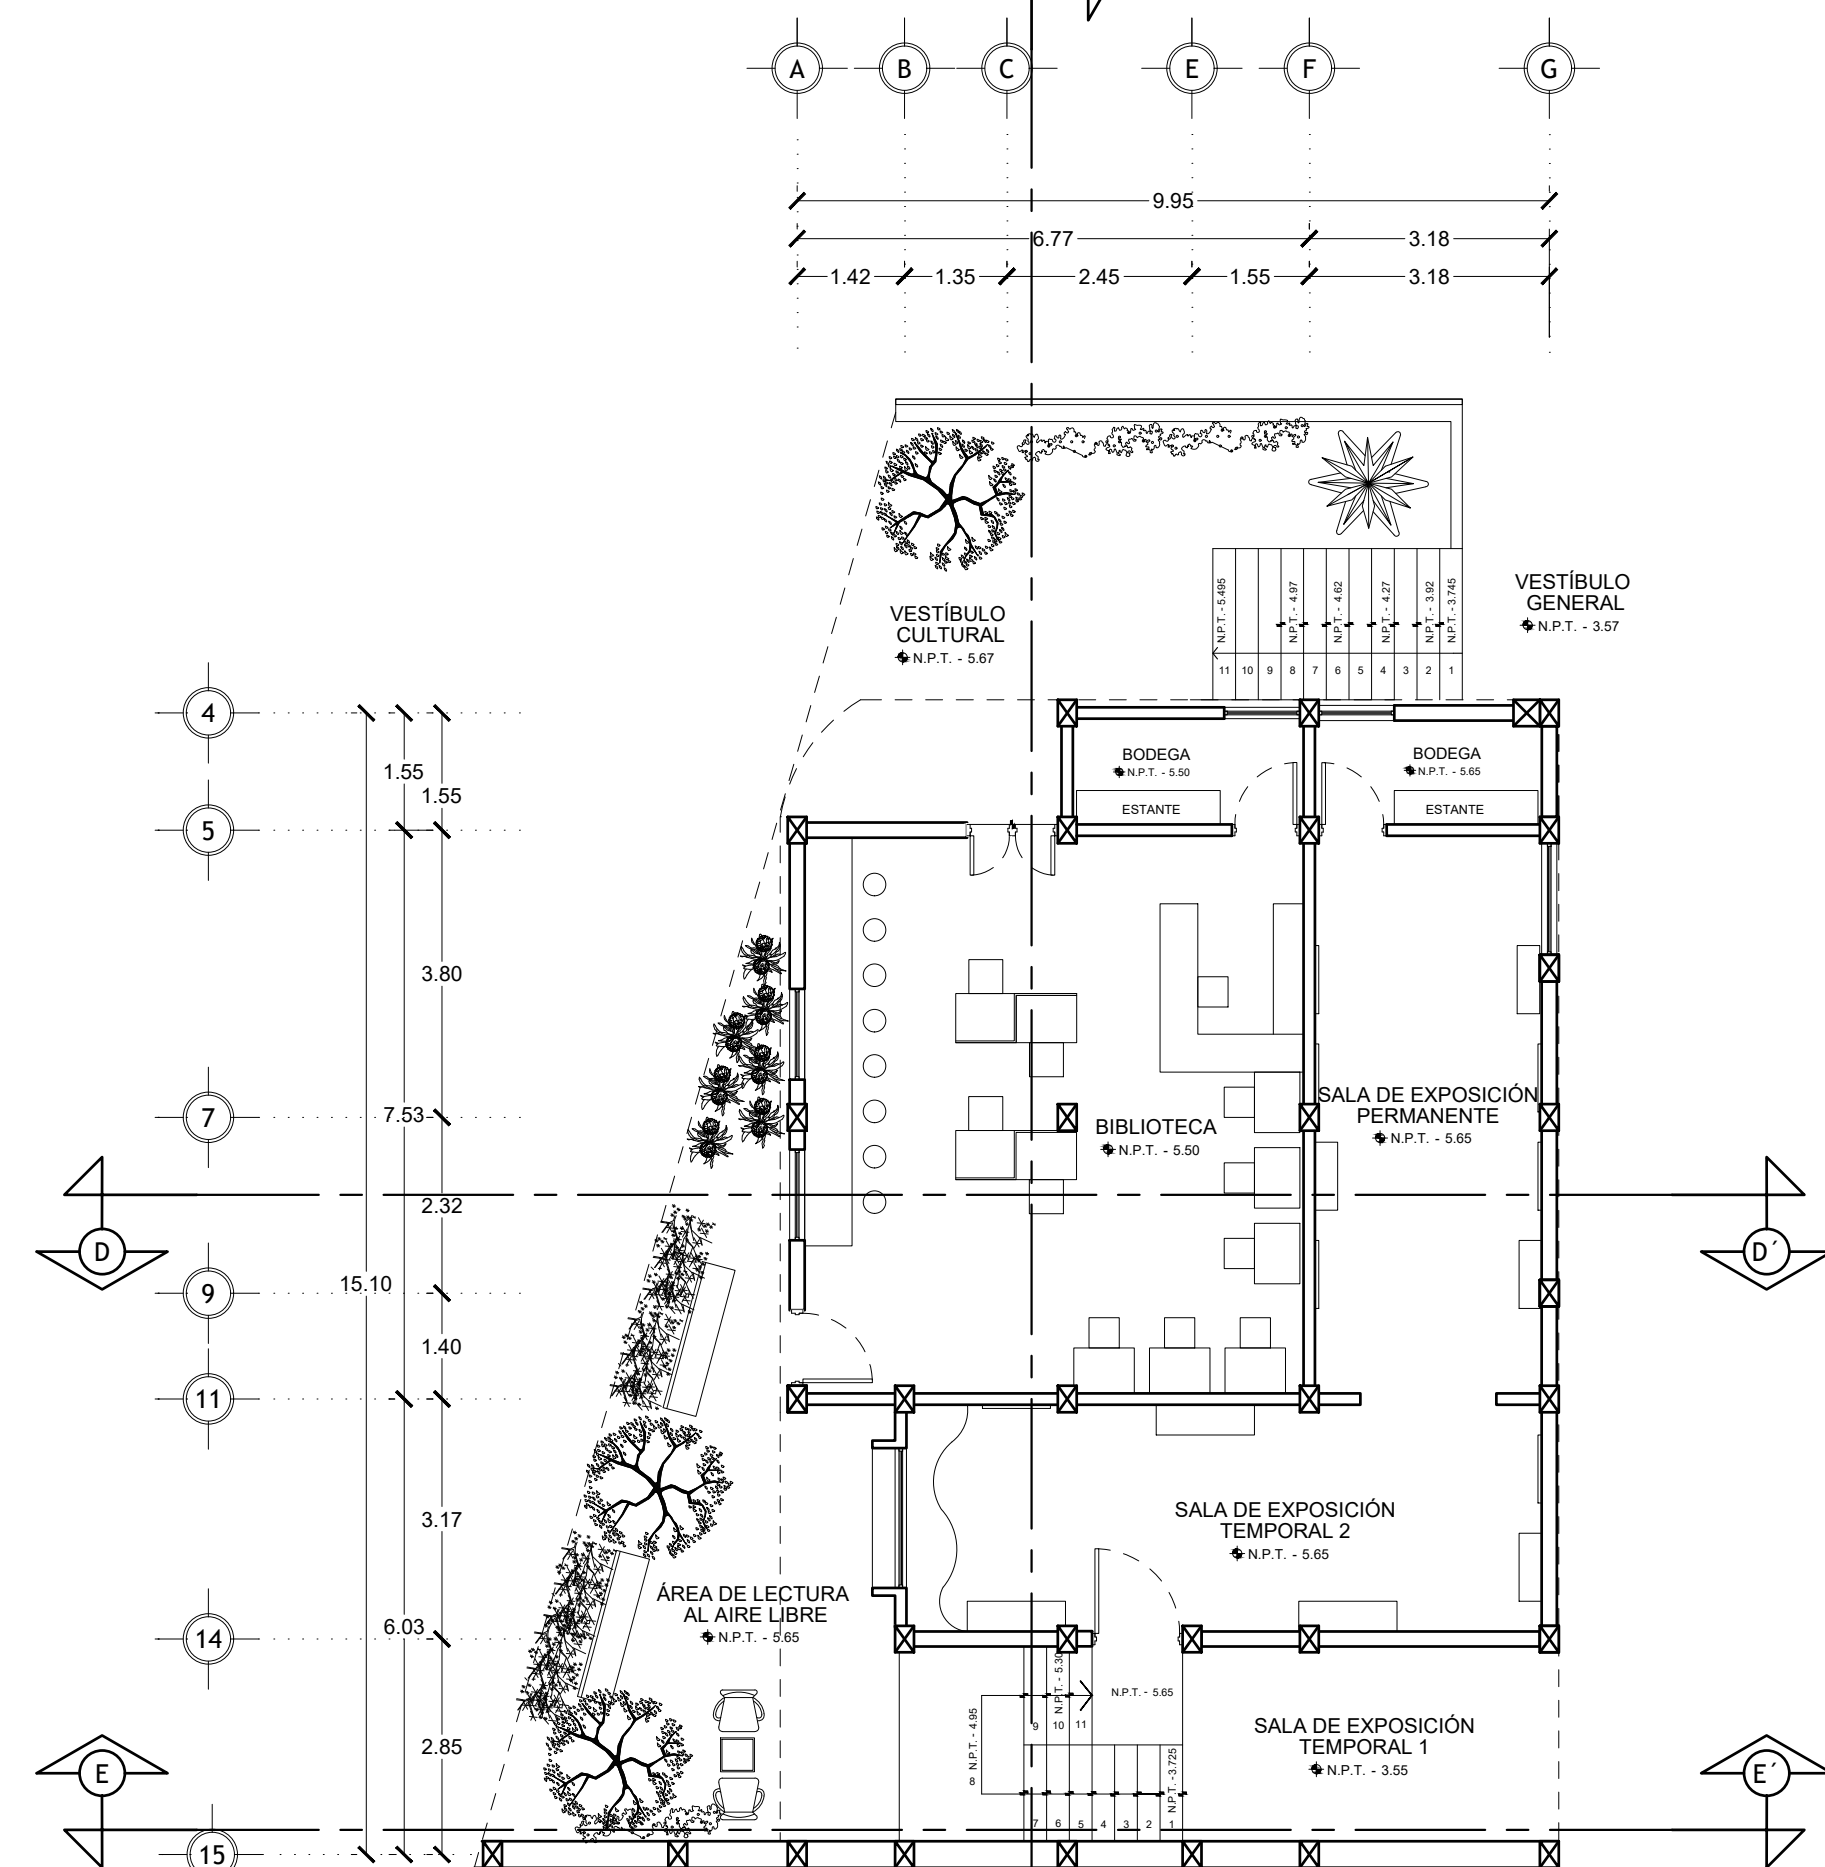 A B C E F G
9.95
6.77 3.18
1.42 1.35 2.45 1.55 3.18
VESTÍBULO
CULTURAL
N.P.T. - 5.67
N.P.T. - 5.495
N.P.T. - 4.97
N.P.T. - 4.62
N.P.T. - 4.27
N.P.T. - 3.92
N.P.T. - 3.745
11 10 9 8 7 6 5 4 3 2 1
VESTÍBULO
GENERAL
N.P.T. - 3.57
4
1.55
1.55
5
3.80
7
7.53
2.32
9
15.10
1.40
11
3.17
14
6.03
2.85
15
BODEGA
N.P.T. - 5.50
ESTANTE
BODEGA
N.P.T. - 5.65
ESTANTE
BIBLIOTECA
N.P.T. - 5.50
SALA DE EXPOSICIÓN
PERMANENTE
N.P.T. - 5.65
D
D´
SALA DE EXPOSICIÓN
TEMPORAL 2
N.P.T. - 5.65
ÁREA DE LECTURA
AL AIRE LIBRE
N.P.T. - 5.65
N.P.T. - 4.95
8
N.P.T. - 5.30
9 10 11
N.P.T. - 5.65
N.P.T. -3.725
7 6 5 4 3 2 1
SALA DE EXPOSICIÓN
TEMPORAL 1
N.P.T. - 3.55
E
E´